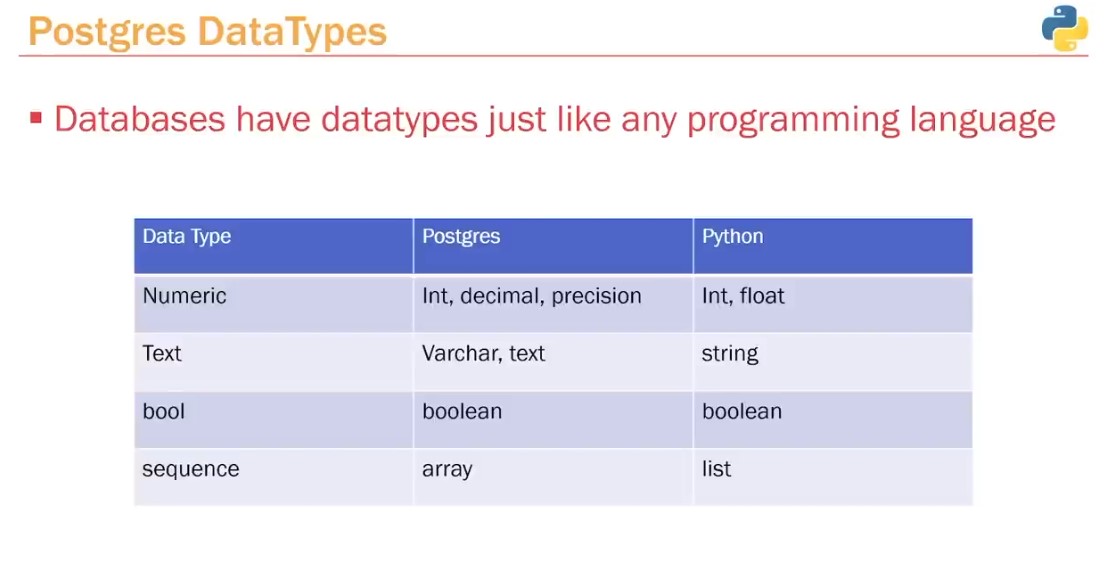 Postgres DataTypes
▪ Databases have datatypes just like any programming language
Data Type Postgres Python
Numeric Int, decimal, precision Int, float
Text Varchar, text string
bool boolean boolean
sequence array list